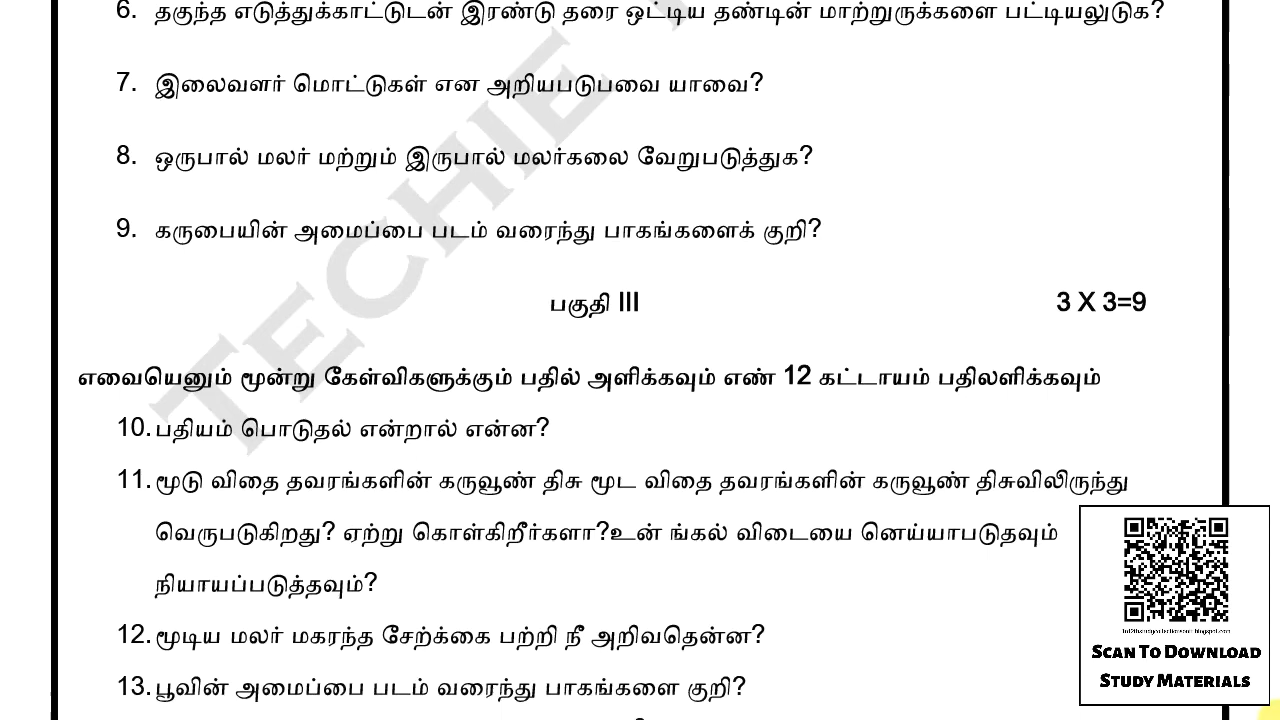 6. தகுந்த எடுத்துக்காட்டுடன் இரண்டு தரை ஒட்டிய தண்டின் மாற்றுருக்களை பட்டியலுடுக?
7. இலைவளர் மொட்டுகள் என அறியபடுபவை யாவை?
8. ஒருபால் மலர் மற்றும் இருபால் மலர்கலை வேறுபடுத்துக?
9. கருபையின் அமைப்பை படம் வரைந்து பாகங்களைக் குறி?
பகுதி III 3 X 3=9
எவையெனும் மூன்று கேள்விகளுக்கும் பதில் அளிக்கவும் எண் 12 கட்டாயம் பதிலளிக்கவும்
10. பதியம் பொடுதல் என்றால் என்ன?
11. மூடு விதை தவரங்களின் கருவூண் திசு மூட விதை தவரங்களின் கருவூண் திசுவிலிருந்து
வெருபடுகிறது? ஏற்று கொள்கிறீர்களா?உன் ங்கல் விடையை னெய்யாபடுதவும்
நியாயப்படுத்தவும்?
12. மூடிய மலர் மகரந்த சேற்க்கை பற்றி நீ அறிவதென்ன?
13. பூவின் அமைப்பை படம் வரைந்து பாகங்களை குறி?
TECHIE
SCAN TO DOWNLOAD
STUDY MATERIALS